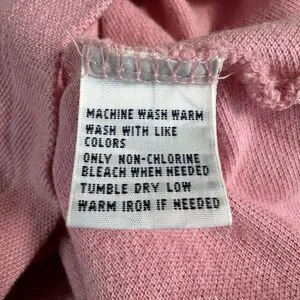 MACHINE WASH WARM
WASH WITH LIKE
COLORS
ONLY NON-CHLORINE
BLEACH WHEN NEEDED
TUMBLE DRY LOW
WARM IRON IF NEEDED